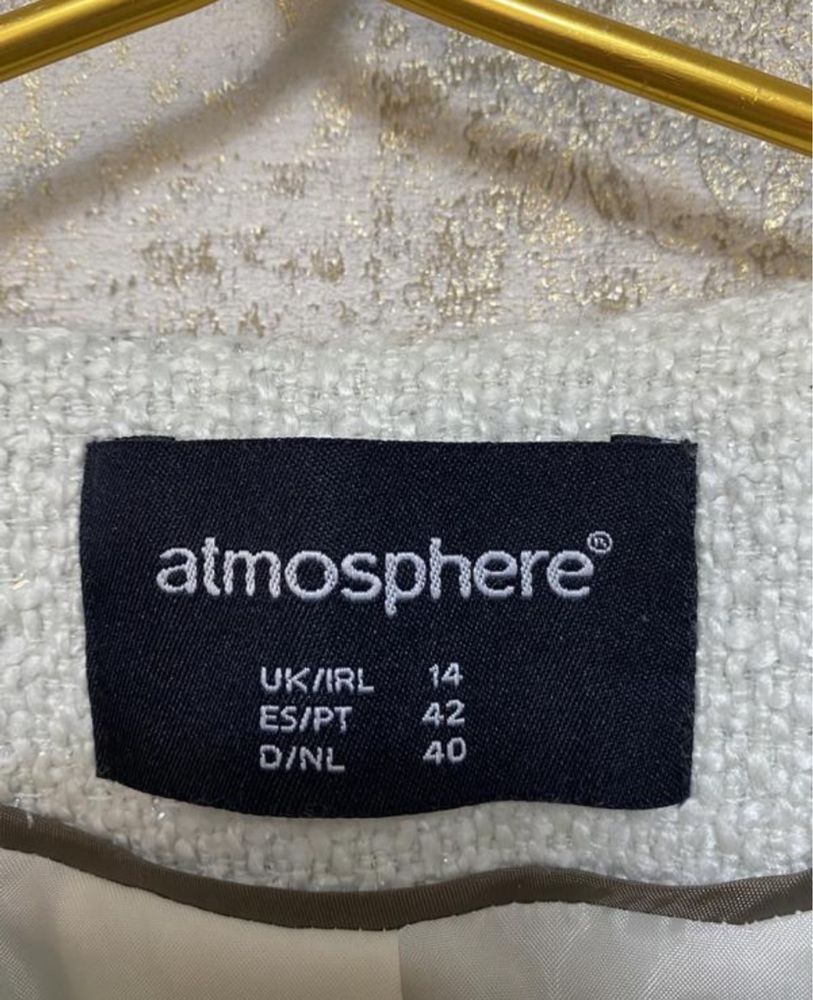 atmosphere®
UK/IRL 14
ES/PT 42
D/NL 40